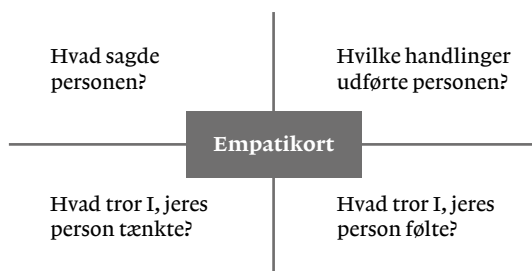 Hvad sagde
personen?
Hvilke handlinger
udførte personen?
Empatikort
Hvad tror I, jeres
person tænkte?
Hvad tror I, jeres
person følte?